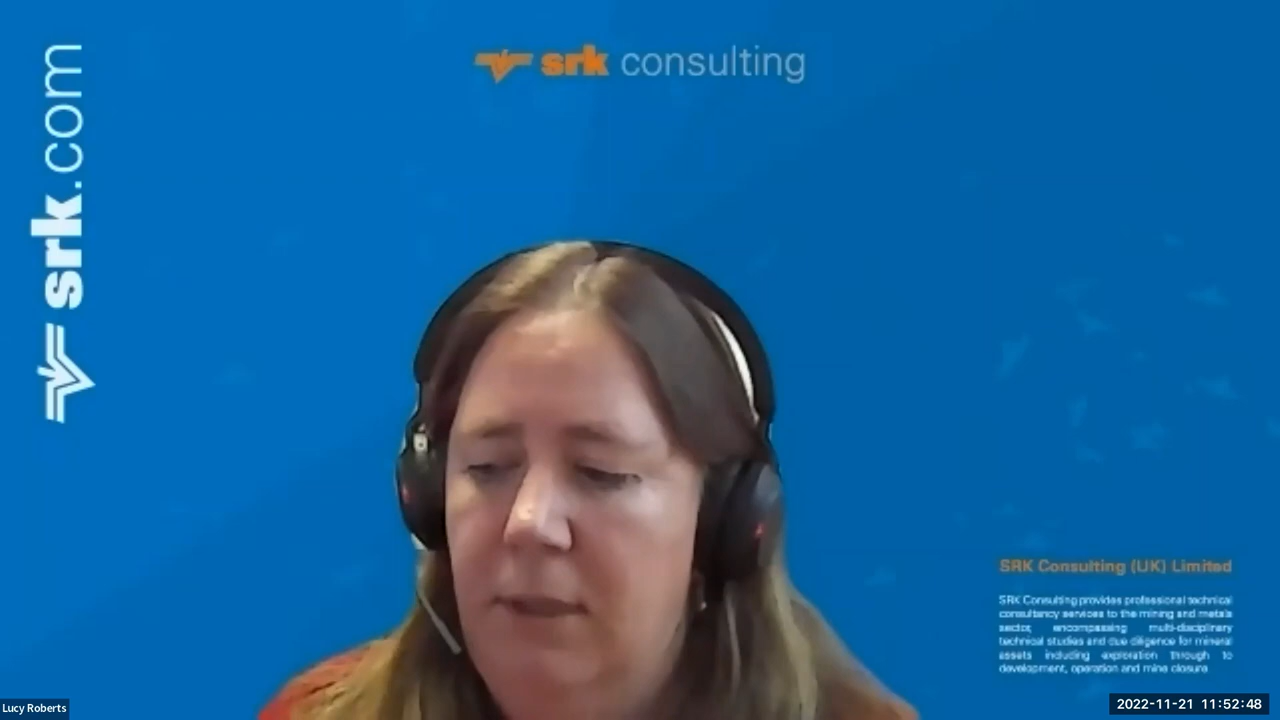 srk consulting
srk.com
SRK Consulting (UK) Limited
SRK Consulting provides professional technical
consultancy services to the mining and metals
sector, encompassing multi-disciplinary
technical studies and due diligence for mineral
assets including exploration through to
development, operation and mine closure
Lucy Roberts
2022-11-21 11:52:48